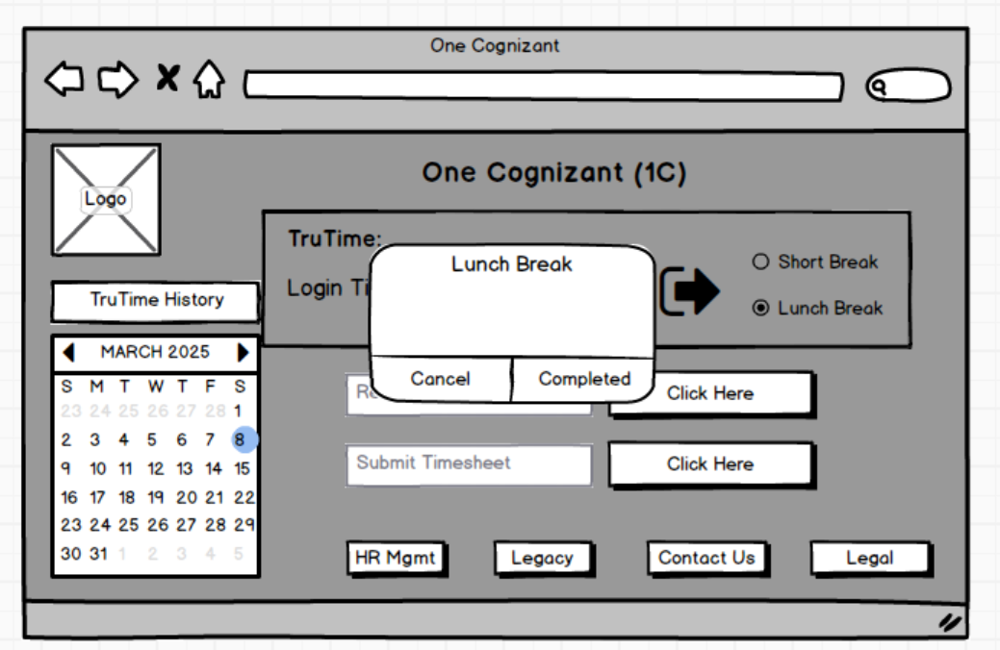 One Cognizant
One Cognizant (1C)
Logo
TruTime:
Login Ti
Short Break
Lunch Break
Lunch Break
Cancel Completed
TruTime History
MARCH 2025
S M T W T F S
23 24 25 26 27 28 1
2 3 4 5 6 7 8
9 10 11 12 13 14 15
16 17 18 19 20 21 22
23 24 25 26 27 28 29
30 31 1 2 3 4 5
Click Here
Submit Timesheet Click Here
HR Mgmt Legacy Contact Us Legal